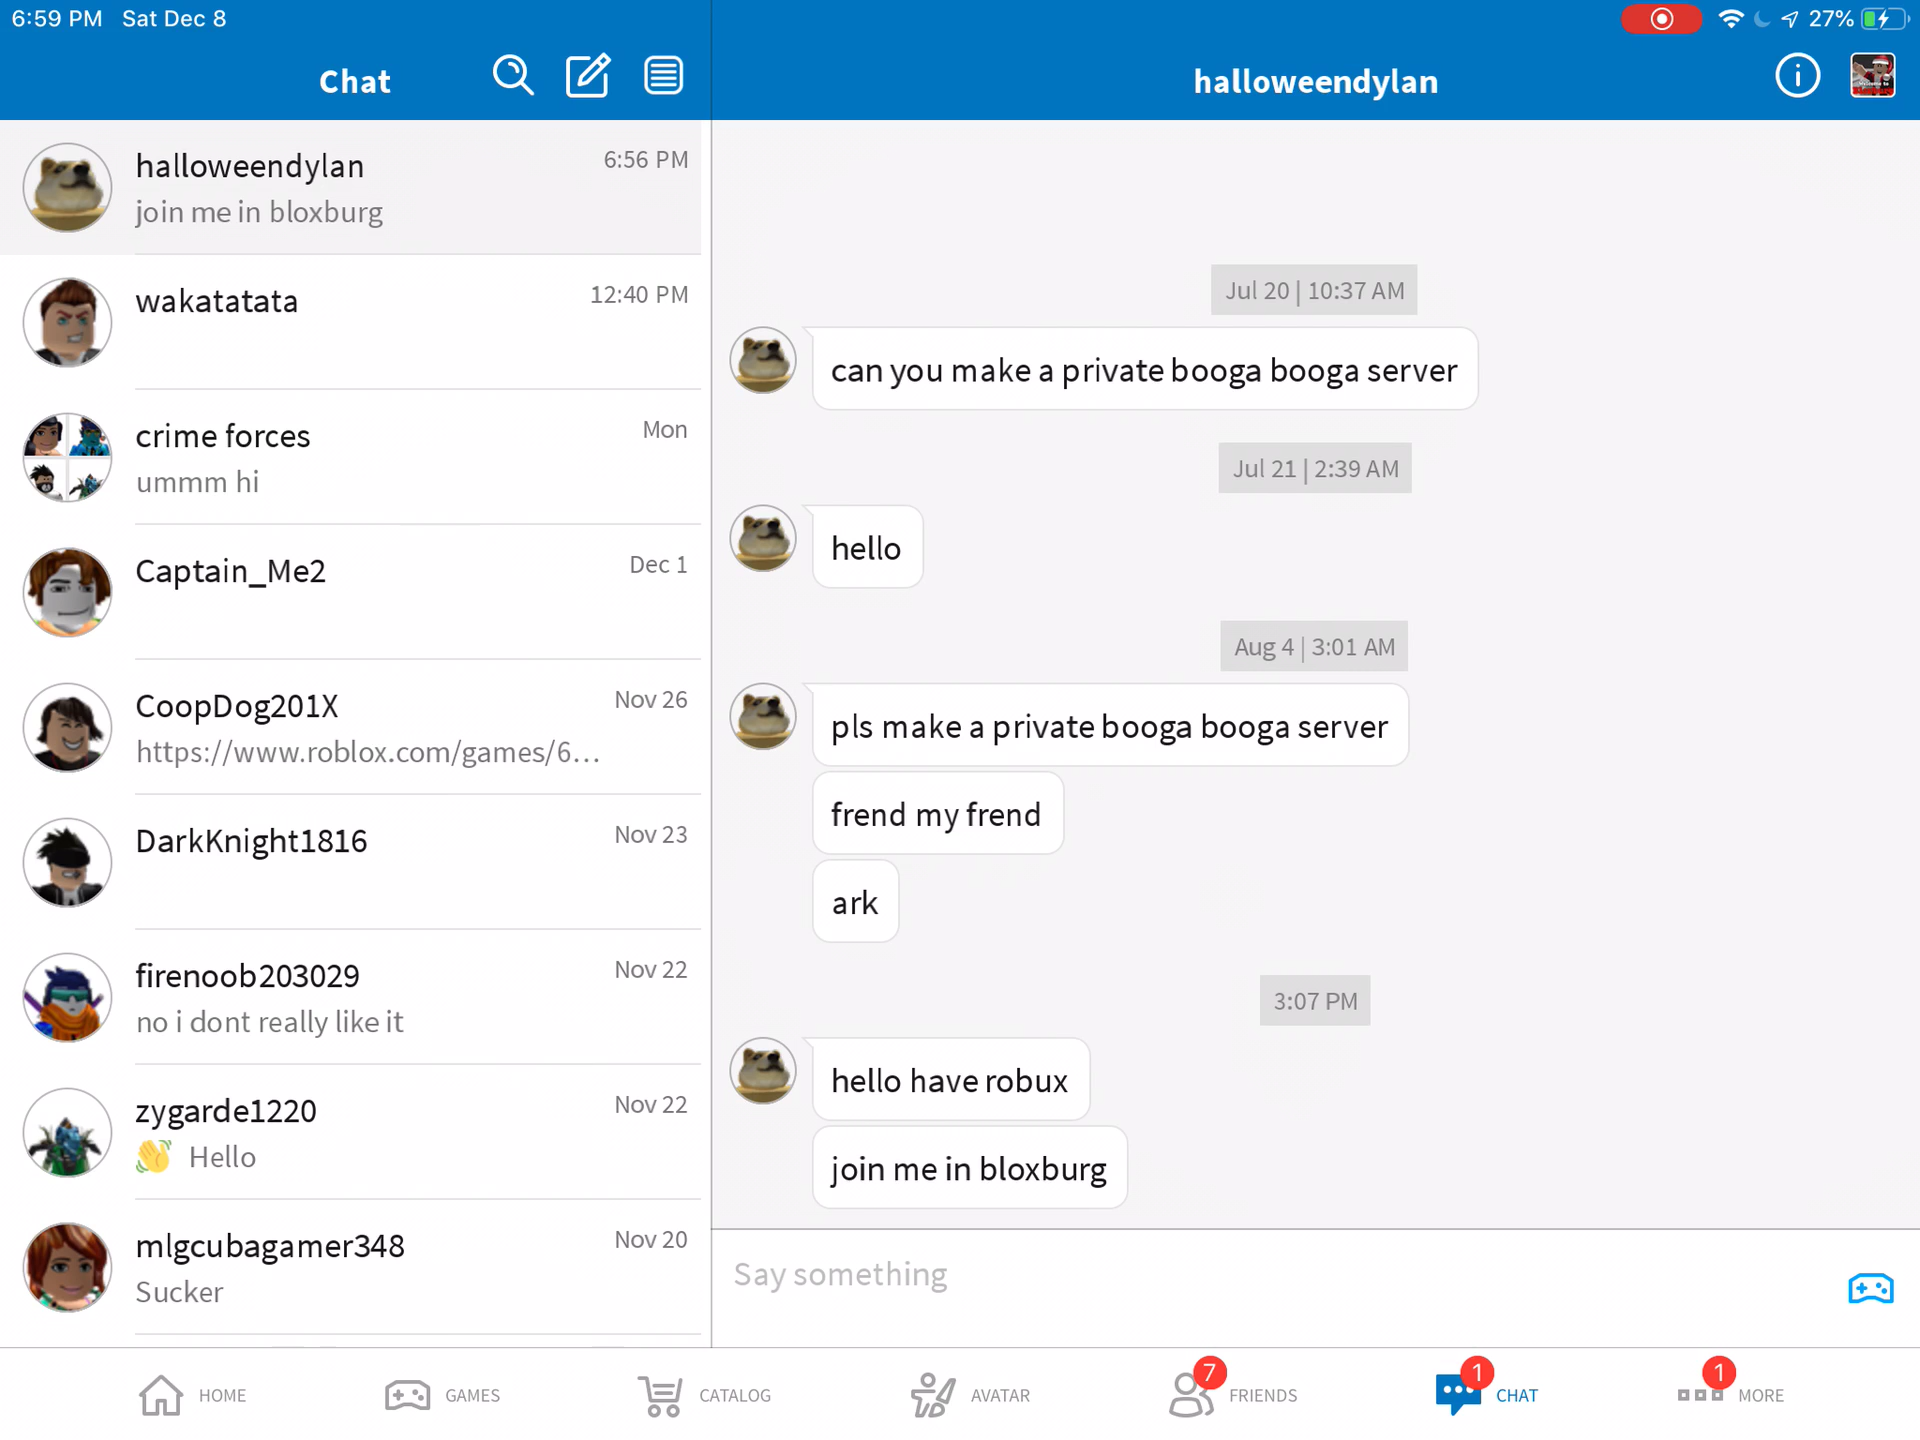 6:59 PM Sat Dec 8
27%
Chat
halloweendylan
halloweendylan
6:56 PM
join me in bloxburg
wakatatata
12:40 PM
crime forces
Mon
ummm hi
Captain_Me2
Dec 1
CoopDog201X
Nov 26
https://www.roblox.com/games/6...
DarkKnight1816
Nov 23
firenoob203029
Nov 22
no i dont really like it
zygarde1220
Nov 22
👋 Hello
mlgcubagamer348
Nov 20
Sucker
Jul 20 | 10:37 AM
can you make a private booga booga server
Jul 21 | 2:39 AM
hello
Aug 4 | 3:01 AM
pls make a private booga booga server
frend my frend
ark
3:07 PM
hello have robux
join me in bloxburg
Say something
HOME
GAMES
CATALOG
AVATAR
7
FRIENDS
1
CHAT
1
MORE